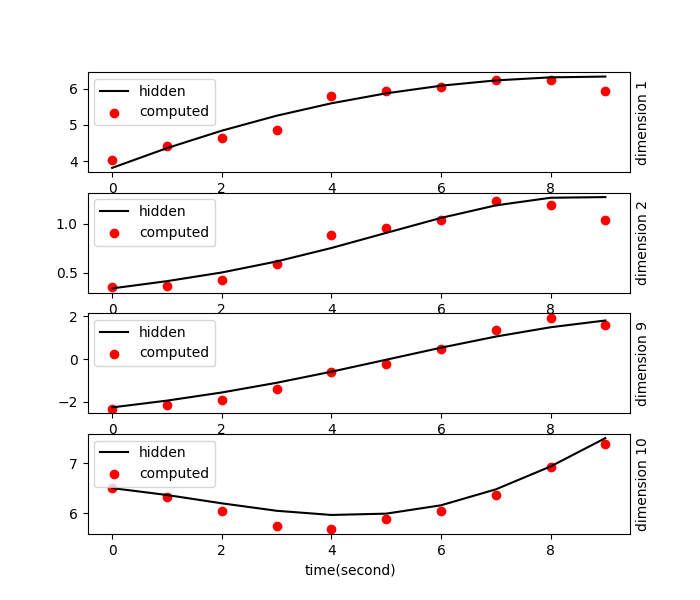 hidden
computed
6
5
4
0 2 4 6 8
dimension 1
hidden
computed
1.0
0.5
0 2 4 6 8
dimension 2
hidden
computed
2
0
−2
0 2 4 6 8
dimension 9
hidden
computed
7
6
0 2 4 6 8
dimension 10
time(second)